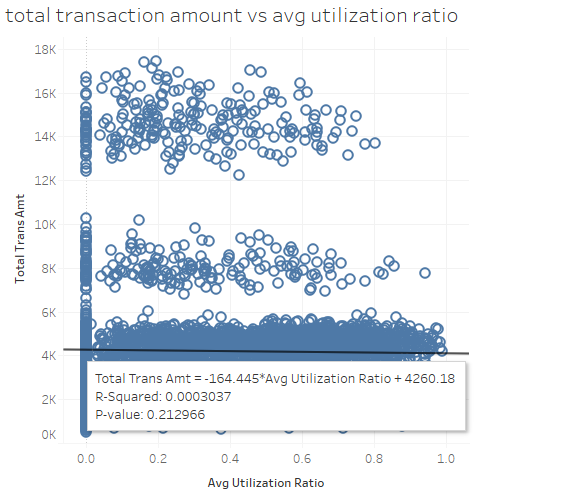 total transaction amount vs avg utilization ratio
18K
16K
14K
12K
10K
8K
6K
4K
2K
0K
Total Trans Amt
Total Trans Amt = -164.445*Avg Utilization Ratio + 4260.18
R-Squared: 0.0003037
P-value: 0.212966
0.0 0.2 0.4 0.6 0.8 1.0
Avg Utilization Ratio